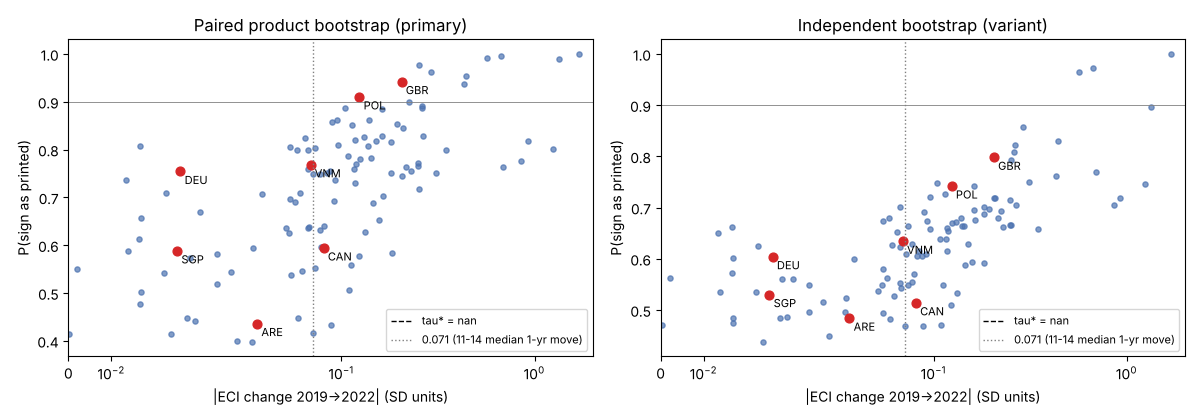 Paired product bootstrap (primary)
P(sign as printed)
1.0
0.9
0.8
0.7
0.6
0.5
0.4
GBR
POL
DEU
VNM
SGP
CAN
ARE
tau* = nan
0.071 (11–14 median 1-yr move)
0
10⁻²
10⁻¹
10⁰
|ECI change 2019→2022| (SD units)
Independent bootstrap (variant)
P(sign as printed)
1.0
0.9
0.8
0.7
0.6
0.5
GBR
POL
VNM
DEU
SGP
CAN
ARE
tau* = nan
0.071 (11–14 median 1-yr move)
0
10⁻²
10⁻¹
10⁰
|ECI change 2019→2022| (SD units)